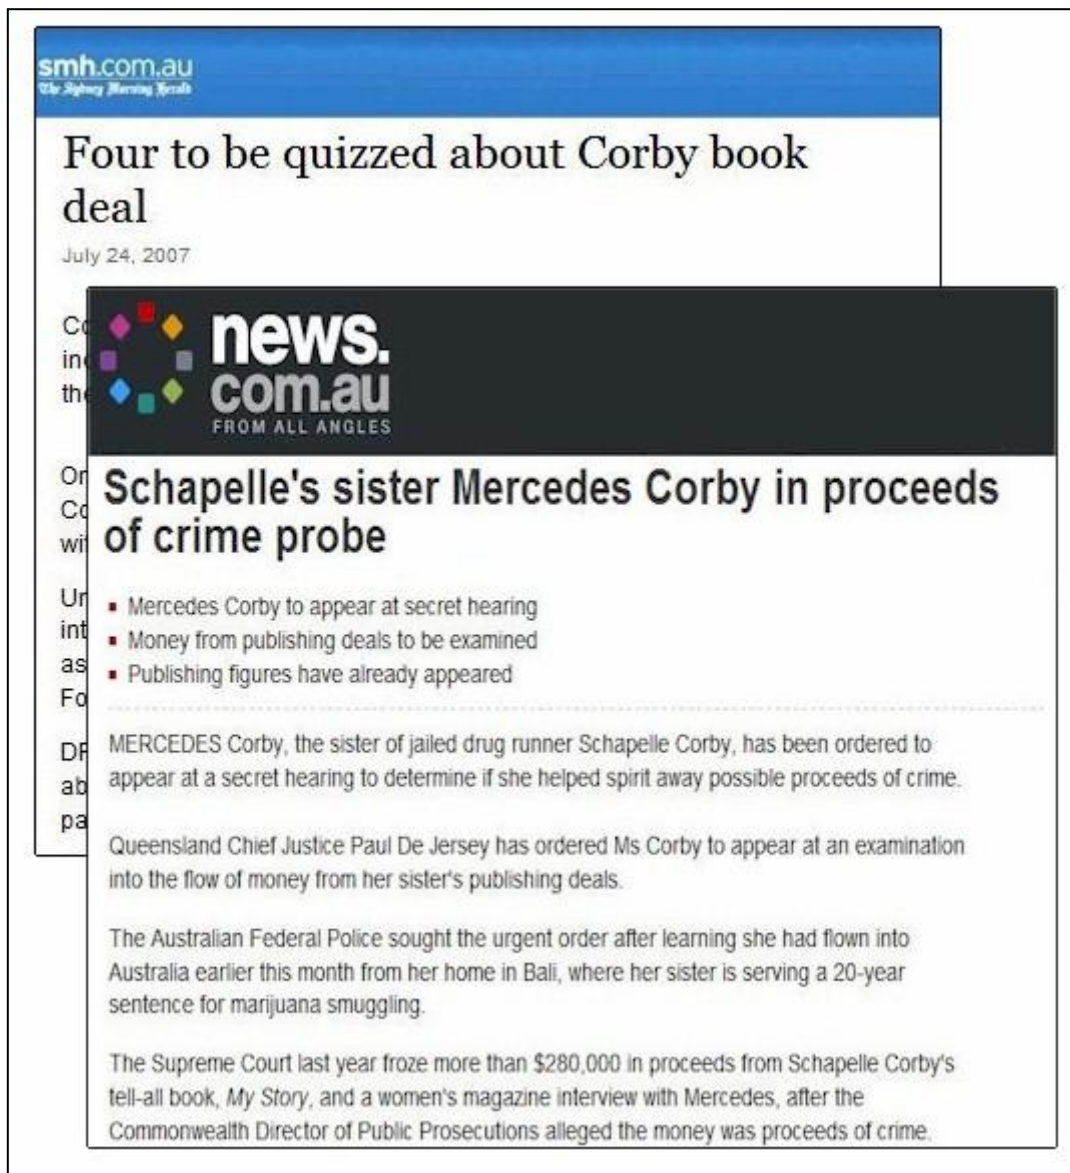 smh.com.au
The Sydney Morning Herald
Four to be quizzed about Corby book
deal
July 24, 2007
news.
com.au
FROM ALL ANGLES
Schapelle's sister Mercedes Corby in proceeds
of crime probe
Mercedes Corby to appear at secret hearing
Money from publishing deals to be examined
Publishing figures have already appeared
MERCEDES Corby, the sister of jailed drug runner Schapelle Corby, has been ordered to
appear at a secret hearing to determine if she helped spirit away possible proceeds of crime.
Queensland Chief Justice Paul De Jersey has ordered Ms Corby to appear at an examination
into the flow of money from her sister's publishing deals.
The Australian Federal Police sought the urgent order after learning she had flown into
Australia earlier this month from her home in Bali, where her sister is serving a 20-year
sentence for marijuana smuggling.
The Supreme Court last year froze more than $280,000 in proceeds from Schapelle Corby's
tell-all book, My Story, and a women's magazine interview with Mercedes, after the
Commonwealth Director of Public Prosecutions alleged the money was proceeds of crime.